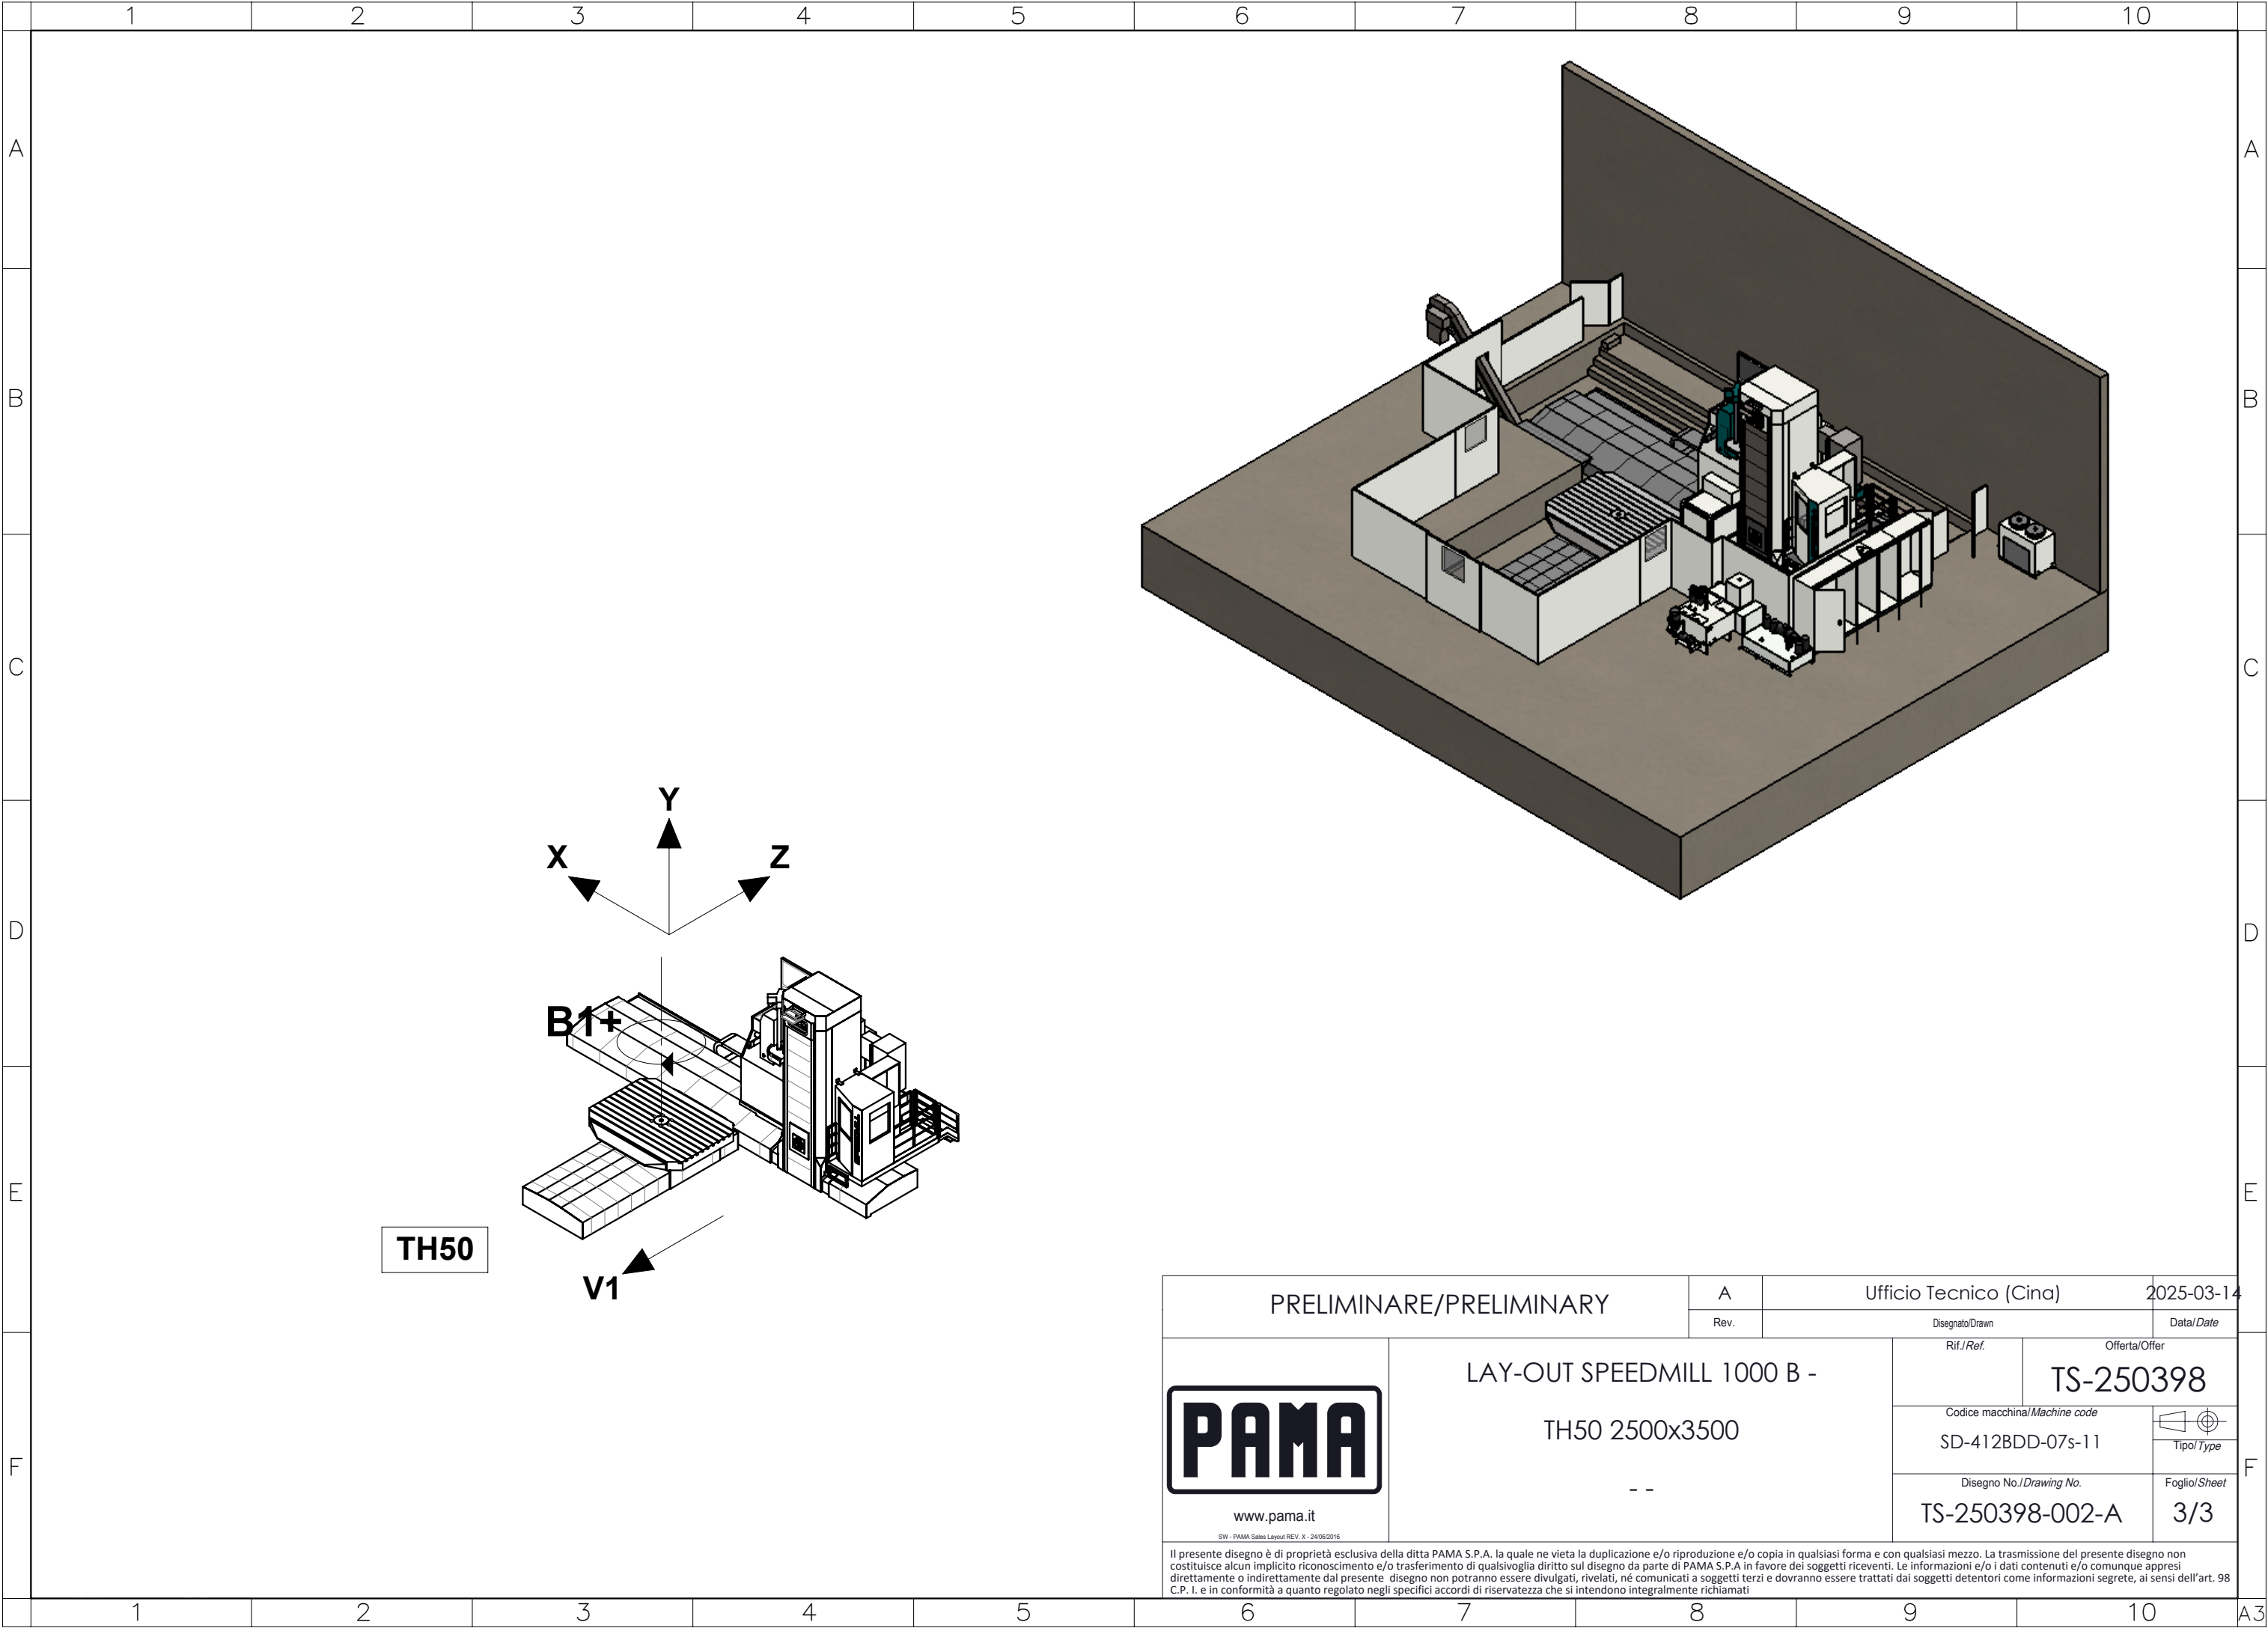 1 2 3 4 5 6 7 8 9 10
A A
B B
C C
D D
E E
F F
Y
X Z
B1+
TH50
V1
PRELIMINARE/PRELIMINARY
A Ufficio Tecnico (Cina) 2025-03-14
Rev. Disegnato/Drawn Data/Date
PAMA
www.pama.it
SW - PAMA Sales Layout REV. X - 24/06/2016
LAY-OUT SPEEDMILL 1000 B -
TH50 2500x3500
- -
Rif./Ref. Offerta/Offer
TS-250398
Codice macchina/Machine code
SD-412BDD-07s-11
Tipo/Type
Disegno No./Drawing No. Foglio/Sheet
TS-250398-002-A 3/3
Il presente disegno è di proprietà esclusiva della ditta PAMA S.P.A. la quale ne vieta la duplicazione e/o riproduzione e/o copia in qualsiasi forma e con qualsiasi mezzo. La trasmissione del presente disegno non
costituisce alcun implicito riconoscimento e/o trasferimento di qualsivoglia diritto sul disegno da parte di PAMA S.P.A in favore dei soggetti riceventi. Le informazioni e/o i dati contenuti e/o comunque appresi
direttamente o indirettamente dal presente disegno non potranno essere divulgati, rivelati, né comunicati a soggetti terzi e dovranno essere trattati dai soggetti detentori come informazioni segrete, ai sensi dell'art. 98
C.P. I. e in conformità a quanto regolato negli specifici accordi di riservatezza che si intendono integralmente richiamati
1 2 3 4 5 6 7 8 9 10 A3